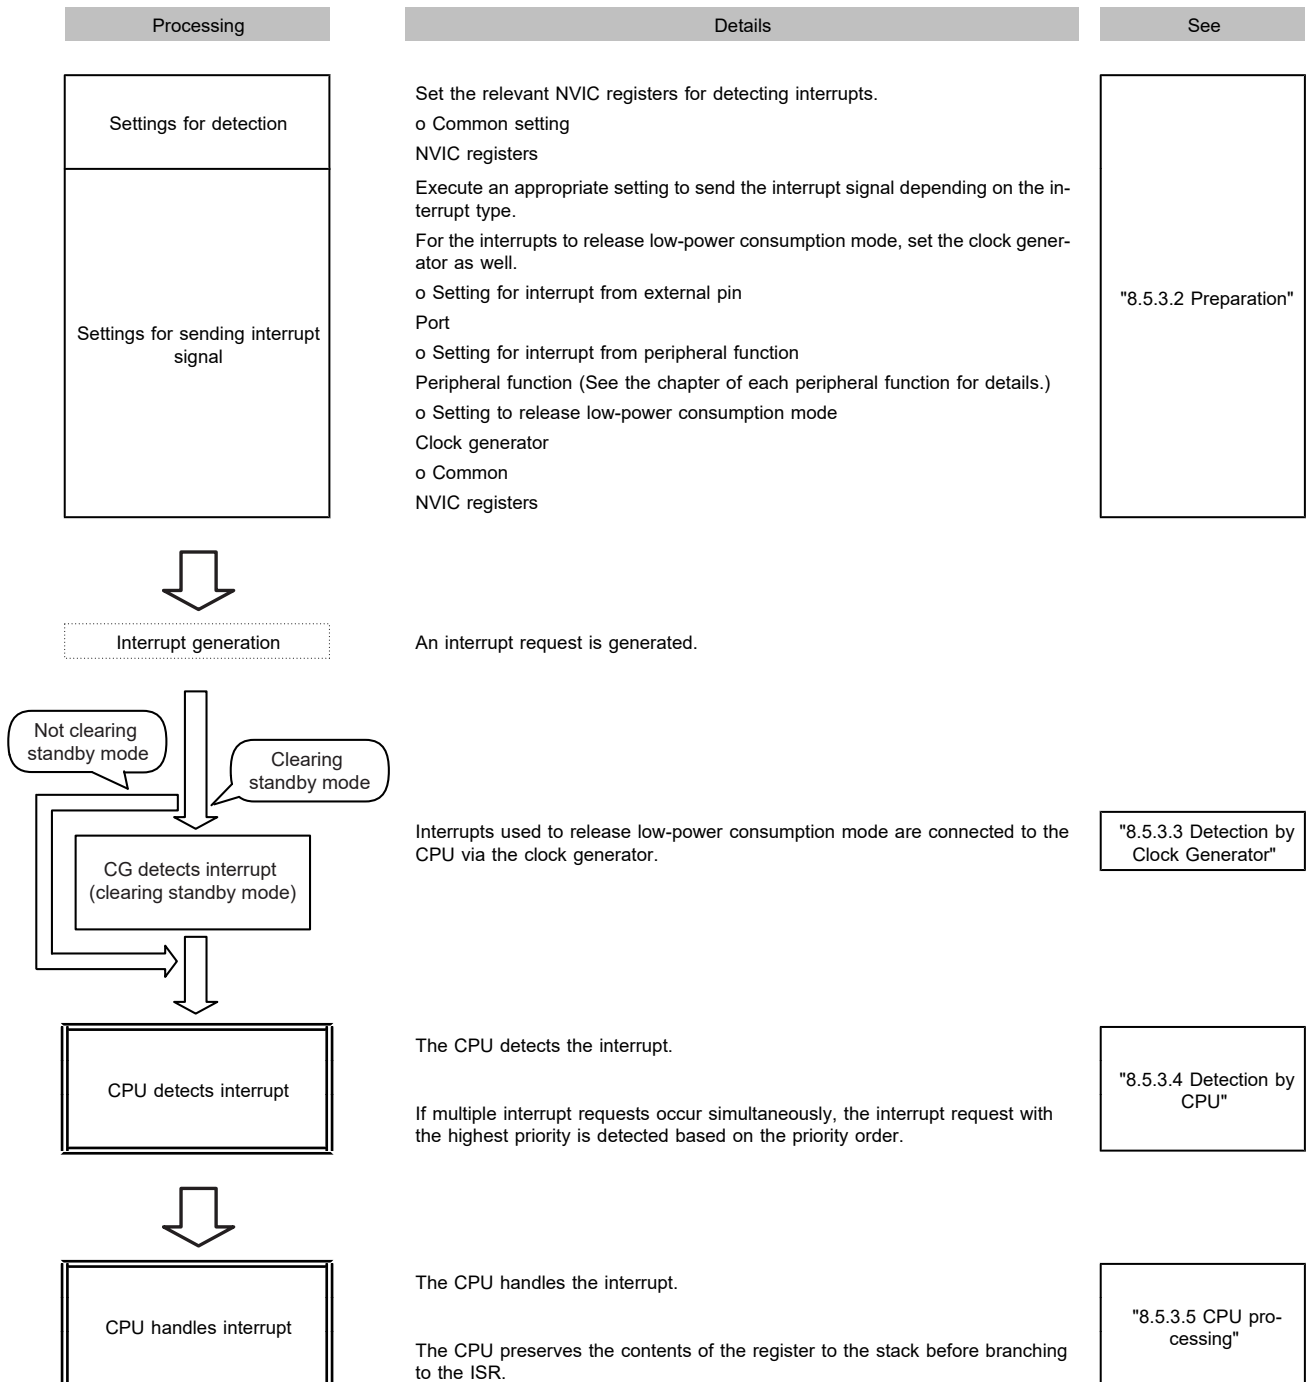 Processing
Details
See
Settings for detection
Set the relevant NVIC registers for detecting interrupts.
o Common setting
NVIC registers
Settings for sending interrupt
signal
Execute an appropriate setting to send the interrupt signal depending on the in-
terrupt type.
For the interrupts to release low-power consumption mode, set the clock gener-
ator as well.
o Setting for interrupt from external pin
Port
o Setting for interrupt from peripheral function
Peripheral function (See the chapter of each peripheral function for details.)
o Setting to release low-power consumption mode
Clock generator
o Common
NVIC registers
"8.5.3.2 Preparation"
Interrupt generation
An interrupt request is generated.
Not clearing
standby mode
Clearing
standby mode
CG detects interrupt
(clearing standby mode)
Interrupts used to release low-power consumption mode are connected to the
CPU via the clock generator.
"8.5.3.3 Detection by
Clock Generator"
CPU detects interrupt
The CPU detects the interrupt.
If multiple interrupt requests occur simultaneously, the interrupt request with
the highest priority is detected based on the priority order.
"8.5.3.4 Detection by
CPU"
CPU handles interrupt
The CPU handles the interrupt.
The CPU preserves the contents of the register to the stack before branching
to the ISR.
"8.5.3.5 CPU pro-
cessing"